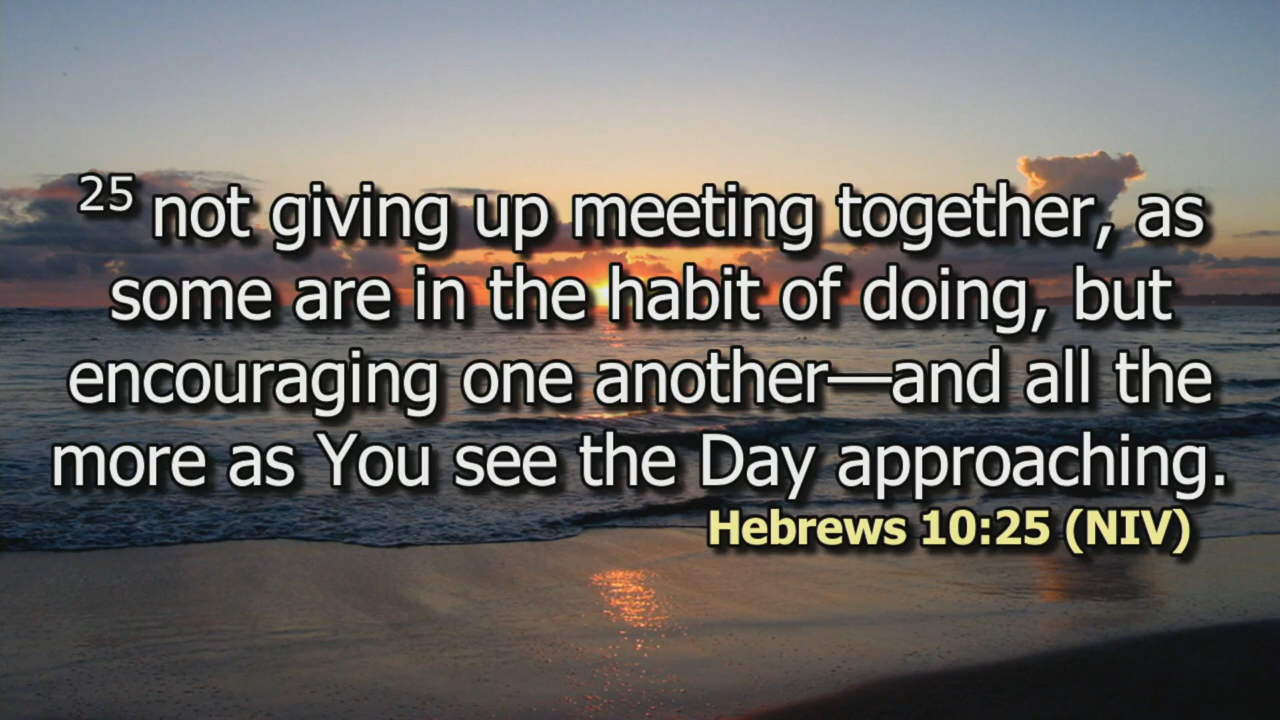 25 not giving up meeting together, as
some are in the habit of doing, but
encouraging one another—and all the
more as You see the Day approaching.
Hebrews 10:25 (NIV)